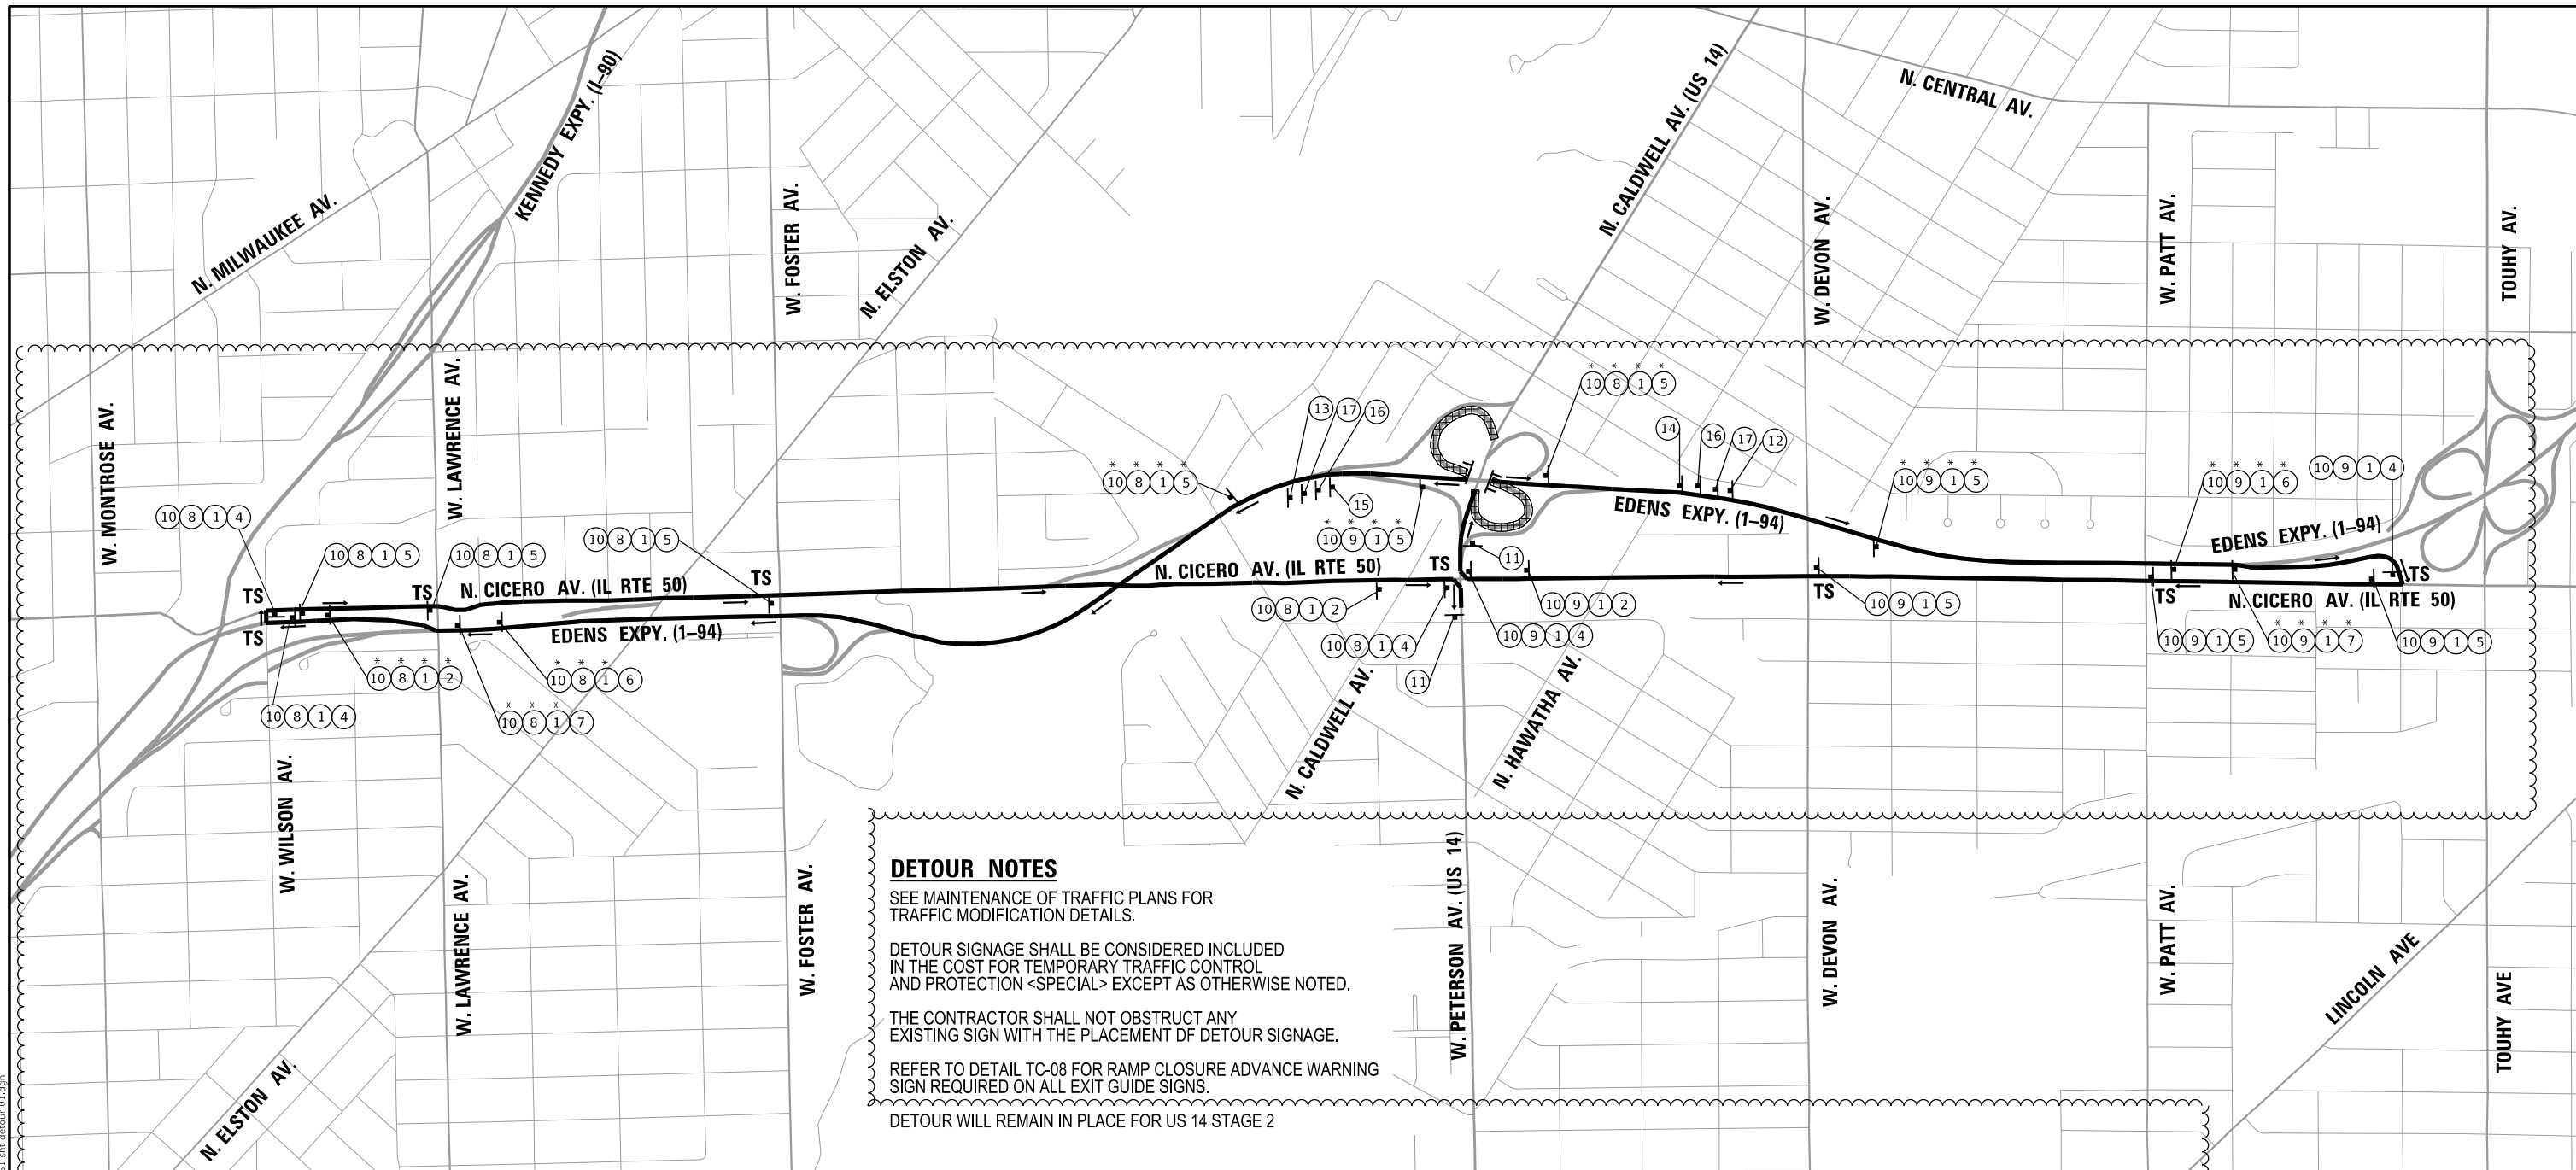 KENNEDY EXPY. (I-90)
N. CALDWELL AV. (US 14)
N. CENTRAL AV.
N. MILWAUKEE AV.
W. FOSTER AV.
N. ELSTON AV.
W. DEVON AV.
W. PATT AV.
TOUHY AV.
W. MONTROSE AV.
W. LAWRENCE AV.
* * * *
10 8 1 5
13 17 16
14
16 17 12
* * * *
10 8 1 5
15
* * * *
10 9 1 5
* * * *
10 9 1 5
* * * *
10 9 1 6
10 9 1 4
EDENS EXPY. (1-94)
EDENS EXPY. (1-94)
10 8 1 4
10 8 1 5
10 8 1 5
10 8 1 5
TS
TS
TS
N. CICERO AV. (IL RTE 50)
TS
N. CICERO AV. (IL RTE 50)
TS
11
TS
TS
TS
N. CICERO AV. (IL RTE 50)
EDENS EXPY. (1-94)
10 8 1 2
10 9 1 2
10 9 1 5
10 8 1 4
10 9 1 4
10 9 1 5
* * * *
10 9 1 7
10 9 1 5
* * * *
10 8 1 2
* * *
10 8 1 6
11
10 8 1 4
* * *
10 8 1 7
N. CALDWELL AV.
N. HAWATHA AV.
W. WILSON AV.
W. LAWRENCE AV.
W. FOSTER AV.
W. PETERSON AV. (US 14)
W. DEVON AV.
W. PATT AV.
LINCOLN AVE
TOUHY AVE
N. ELSTON AV.
DETOUR NOTES
SEE MAINTENANCE OF TRAFFIC PLANS FOR
TRAFFIC MODIFICATION DETAILS.
DETOUR SIGNAGE SHALL BE CONSIDERED INCLUDED
IN THE COST FOR TEMPORARY TRAFFIC CONTROL
AND PROTECTION <SPECIAL> EXCEPT AS OTHERWISE NOTED.
THE CONTRACTOR SHALL NOT OBSTRUCT ANY
EXISTING SIGN WITH THE PLACEMENT DF DETOUR SIGNAGE.
REFER TO DETAIL TC-08 FOR RAMP CLOSURE ADVANCE WARNING
SIGN REQUIRED ON ALL EXIT GUIDE SIGNS.
DETOUR WILL REMAIN IN PLACE FOR US 14 STAGE 2